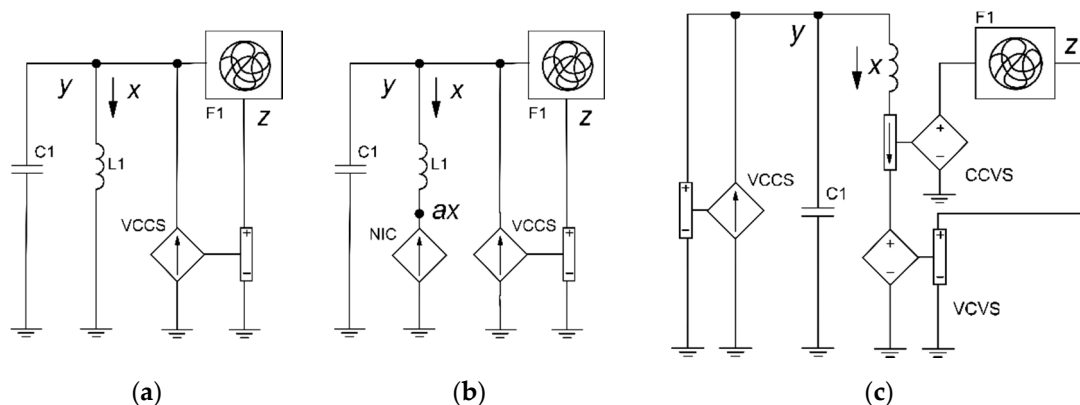 y
x
F1
z
C1
L1
VCCS
+
−
(a)
y
x
F1
z
C1
L1
ax
NIC
VCCS
+
−
(b)
F1
y
x
z
+
−
CCVS
+
−
VCCS
C1
+
−
+
−
VCVS
(c)